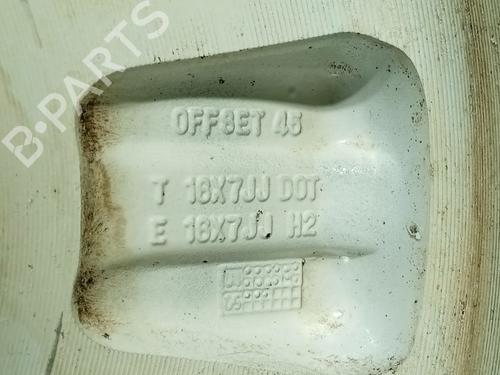 B-PARTS
OFFSET 45
T 16X7JJ DOT
E 16X7JJ H2